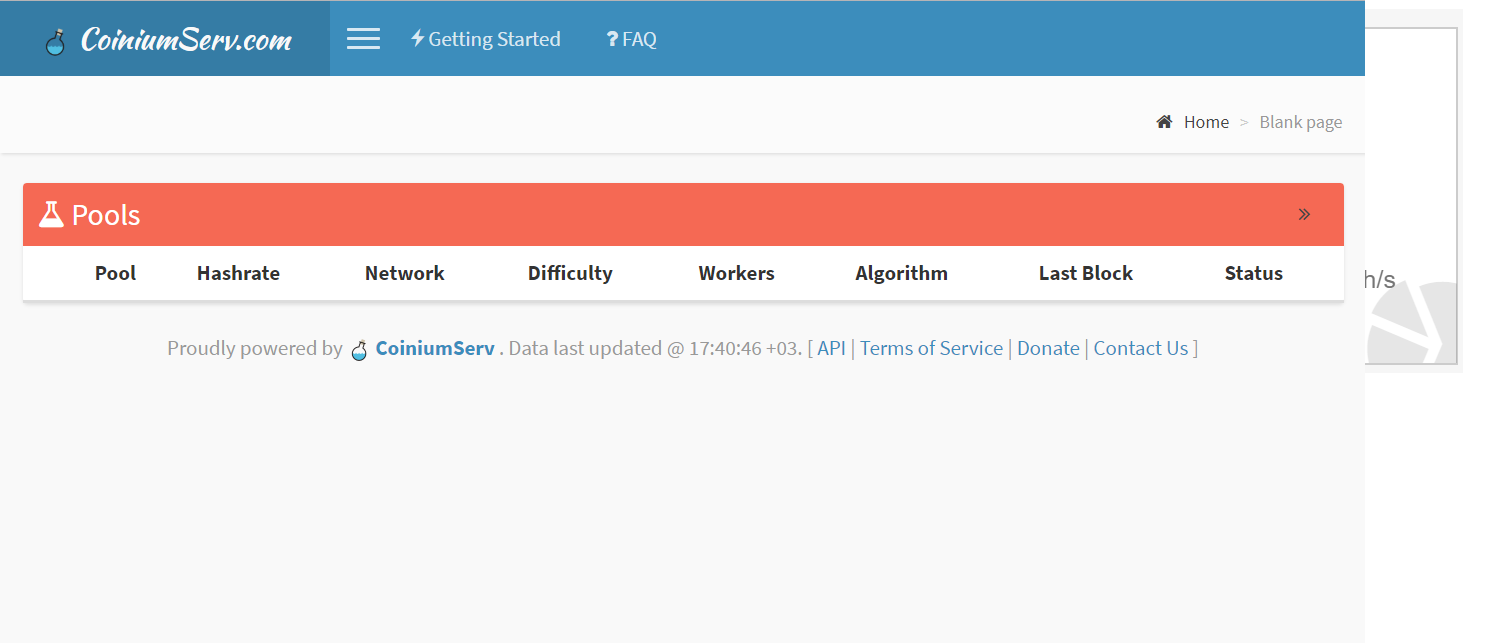 CoiniumServ.com Getting Started ? FAQ
Home > Blank page
Pools »
Pool Hashrate Network Difficulty Workers Algorithm Last Block Status
h/s
Proudly powered by CoiniumServ . Data last updated @ 17:40:46 +03. [ API | Terms of Service | Donate | Contact Us ]